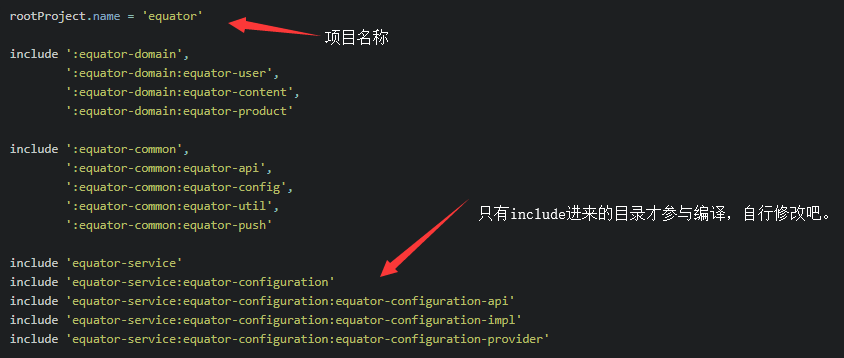 rootProject.name = 'equator'
项目名称
include ':equator-domain',
':equator-domain:equator-user',
':equator-domain:equator-content',
':equator-domain:equator-product'
include ':equator-common',
':equator-common:equator-api',
':equator-common:equator-config',
':equator-common:equator-util',
':equator-common:equator-push'
只有include进来的目录才参与编译，自行修改吧。
include 'equator-service'
include 'equator-service:equator-configuration'
include 'equator-service:equator-configuration:equator-configuration-api'
include 'equator-service:equator-configuration:equator-configuration-impl'
include 'equator-service:equator-configuration:equator-configuration-provider'